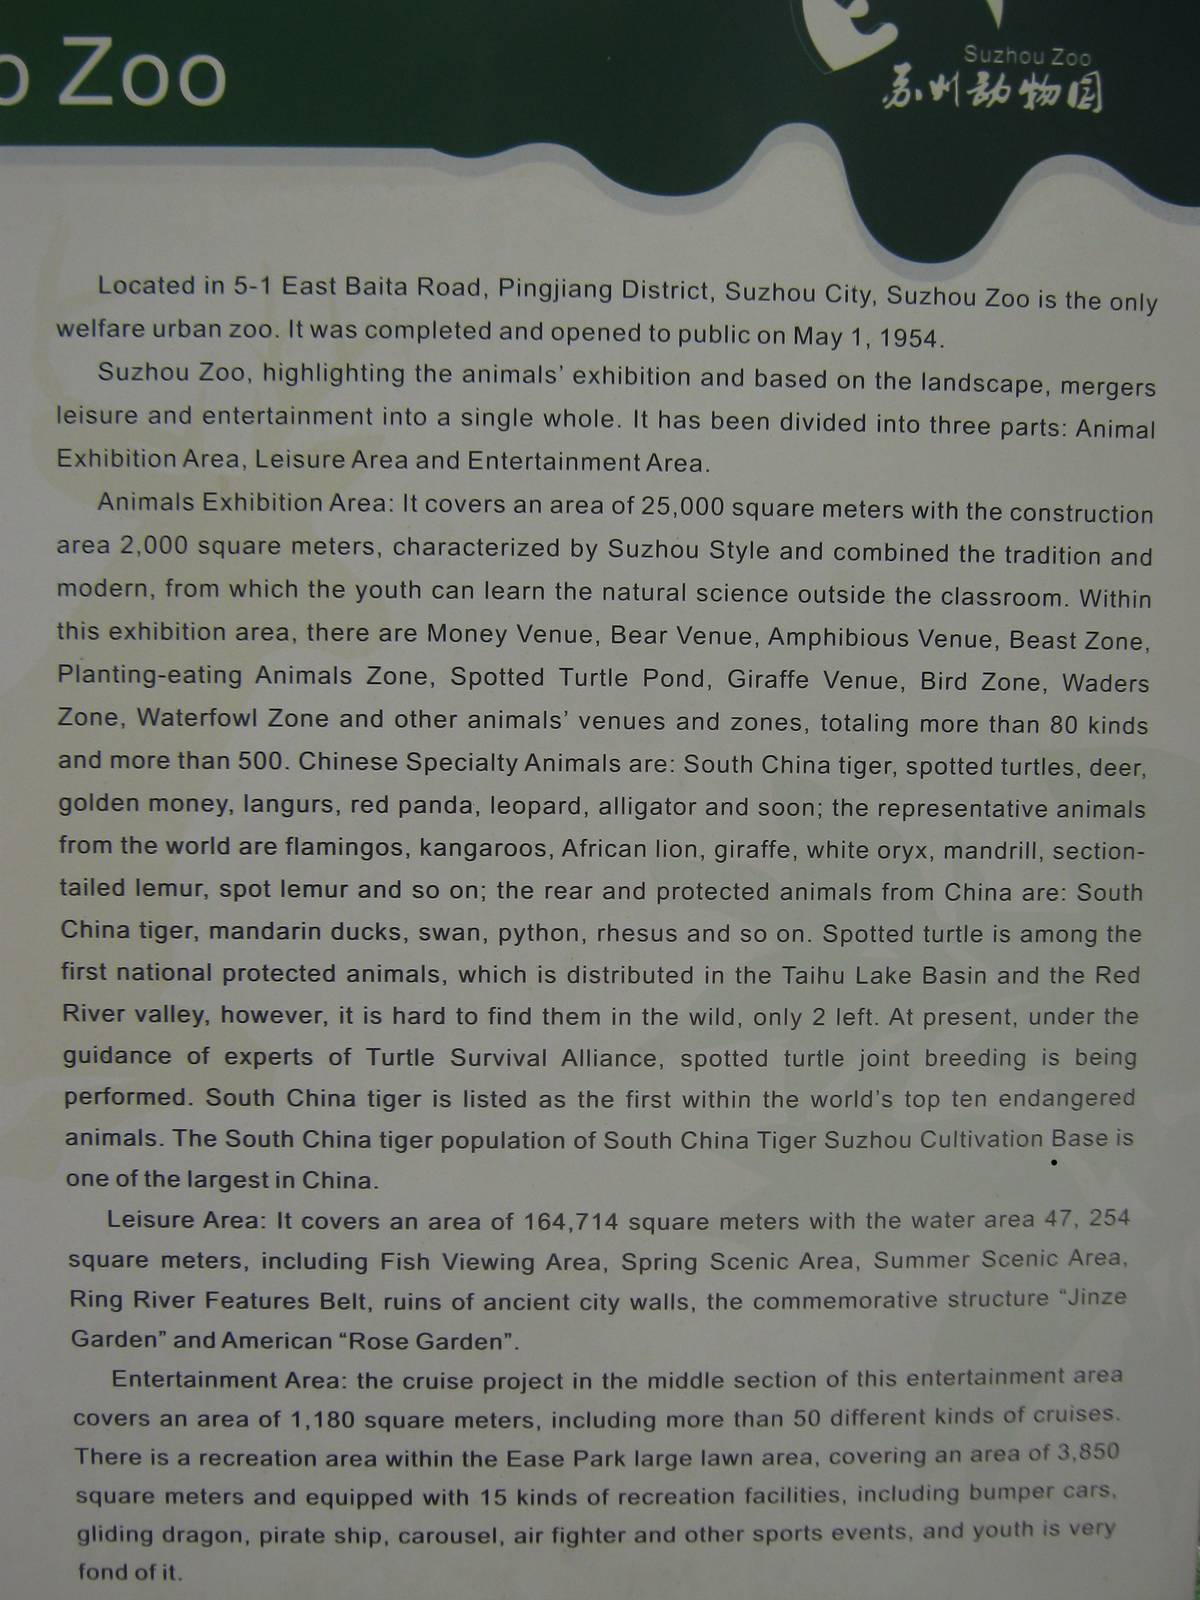 o Zoo
Suzhou Zoo
苏州动物园
Located in 5-1 East Baita Road, Pingjiang District, Suzhou City, Suzhou Zoo is the only
welfare urban zoo. It was completed and opened to public on May 1, 1954.
Suzhou Zoo, highlighting the animals' exhibition and based on the landscape, mergers
leisure and entertainment into a single whole. It has been divided into three parts: Animal
Exhibition Area, Leisure Area and Entertainment Area.
Animals Exhibition Area: It covers an area of 25,000 square meters with the construction
area 2,000 square meters, characterized by Suzhou Style and combined the tradition and
modern, from which the youth can learn the natural science outside the classroom. Within
this exhibition area, there are Money Venue, Bear Venue, Amphibious Venue, Beast Zone,
Planting-eating Animals Zone, Spotted Turtle Pond, Giraffe Venue, Bird Zone, Waders
Zone, Waterfowl Zone and other animals' venues and zones, totaling more than 80 kinds
and more than 500. Chinese Specialty Animals are: South China tiger, spotted turtles, deer,
golden money, langurs, red panda, leopard, alligator and soon; the representative animals
from the world are flamingos, kangaroos, African lion, giraffe, white oryx, mandrill, section-
tailed lemur, spot lemur and so on; the rear and protected animals from China are: South
China tiger, mandarin ducks, swan, python, rhesus and so on. Spotted turtle is among the
first national protected animals, which is distributed in the Taihu Lake Basin and the Red
River valley, however, it is hard to find them in the wild, only 2 left. At present, under the
guidance of experts of Turtle Survival Alliance, spotted turtle joint breeding is being
performed. South China tiger is listed as the first within the world's top ten endangered
animals. The South China tiger population of South China Tiger Suzhou Cultivation Base is
one of the largest in China.
Leisure Area: It covers an area of 164,714 square meters with the water area 47, 254
square meters, including Fish Viewing Area, Spring Scenic Area, Summer Scenic Area,
Ring River Features Belt, ruins of ancient city walls, the commemorative structure “Jinze
Garden” and American “Rose Garden”.
Entertainment Area: the cruise project in the middle section of this entertainment area
covers an area of 1,180 square meters, including more than 50 different kinds of cruises.
There is a recreation area within the Ease Park large lawn area, covering an area of 3,850
square meters and equipped with 15 kinds of recreation facilities, including bumper cars,
gliding dragon, pirate ship, carousel, air fighter and other sports events, and youth is very
fond of it.